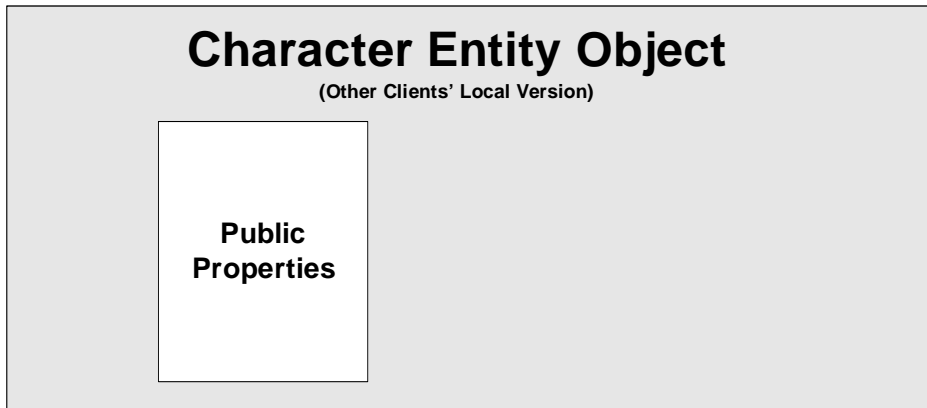 Character Entity Object
(Other Clients' Local Version)
Public
Properties